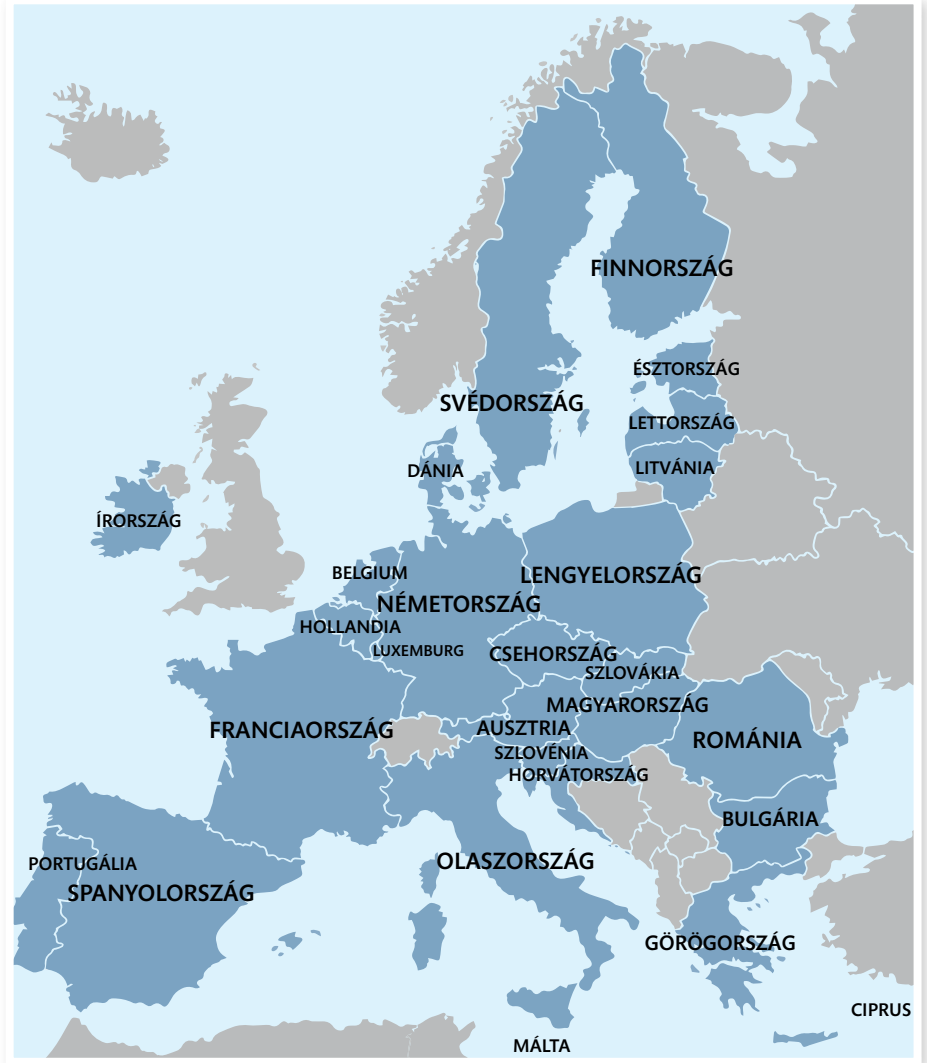 FINNORSZÁG
ÉSZTORSZÁG
SVÉDORSZÁG
LETTORSZÁG
LITVÁNIA
DÁNIA
ÍRORSZÁG
BELGIUM
LENGYELORSZÁG
NÉMETORSZÁG
HOLLANDIA
LUXEMBURG
CSEHORSZÁG
SZLOVÁKIA
MAGYARORSZÁG
FRANCIAORSZÁG
AUSZTRIA
ROMÁNIA
SZLOVÉNIA
HORVÁTORSZÁG
BULGÁRIA
PORTUGÁLIA
OLASZORSZÁG
SPANYOLORSZÁG
GÖRÖGORSZÁG
CIPRUS
MÁLTA